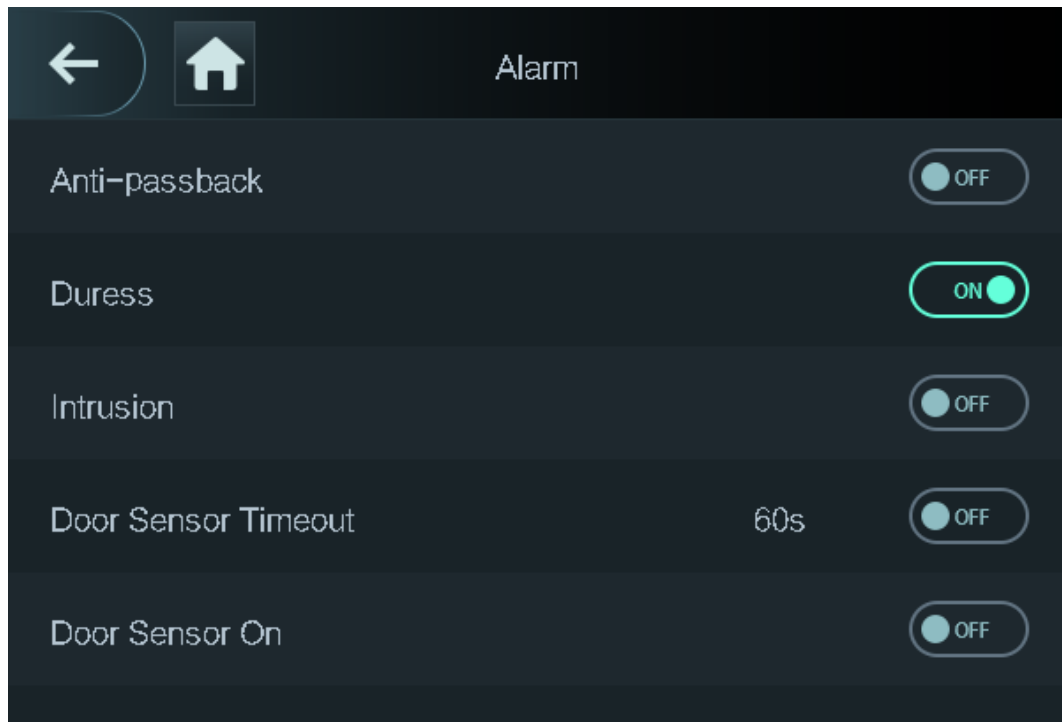 Alarm
Anti-passback OFF
Duress ON
Intrusion OFF
Door Sensor Timeout 60s OFF
Door Sensor On OFF